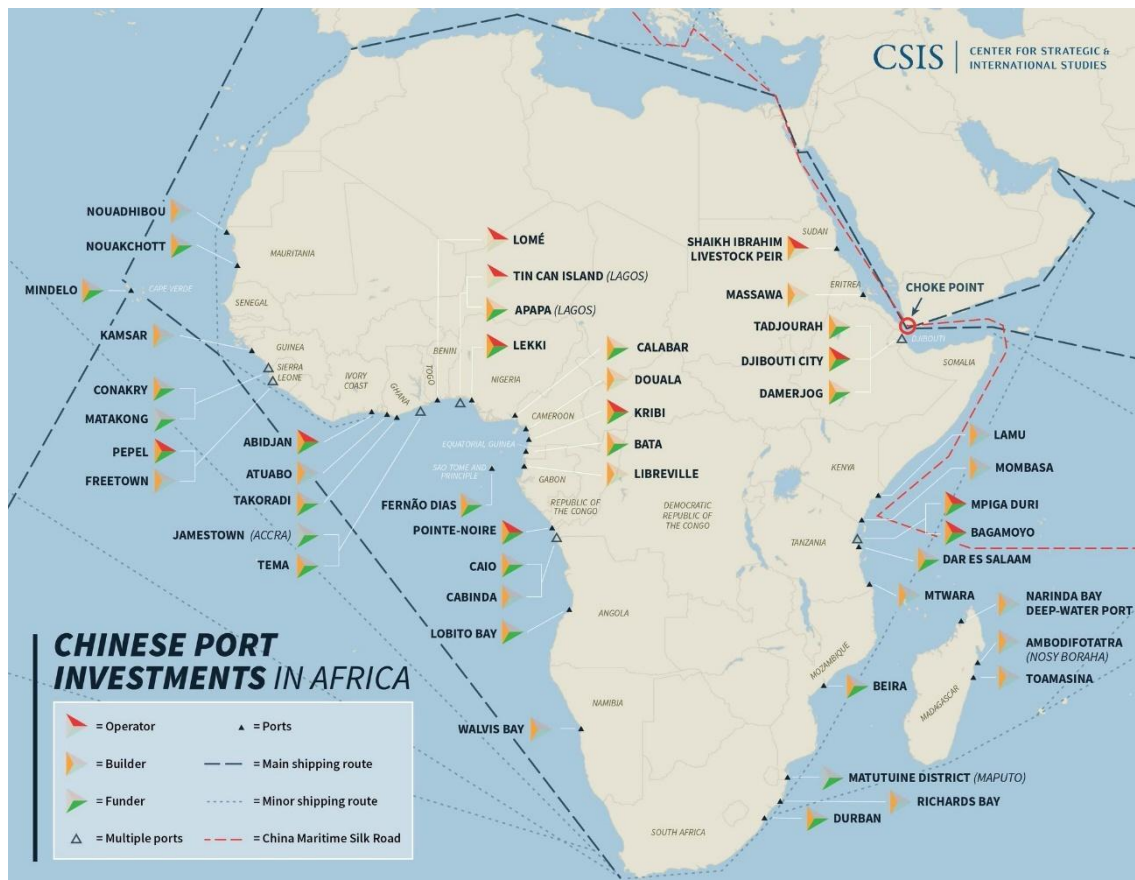 CSIS
CENTER FOR STRATEGIC &
INTERNATIONAL STUDIES
NOUADHIBOU
NOUAKCHOTT
MINDELO
KAMSAR
CONAKRY
MATAKONG
PEPEL
FREETOWN
MAURITANIA
CAPE VERDE
SENEGAL
GUINEA
SIERRA
LEONE
IVORY
COAST
GHANA
TOGO
BENIN
NIGERIA
LOMÉ
TIN CAN ISLAND (LAGOS)
APAPA (LAGOS)
LEKKI
ABIDJAN
ATUABO
TAKORADI
JAMESTOWN (ACCRA)
TEMA
CALABAR
DOUALA
KRIBI
BATA
LIBREVILLE
CAMEROON
EQUATORIAL GUINEA
SAO TOME AND
PRINCIPLE
GABON
REPUBLIC OF
THE CONGO
DEMOCRATIC
REPUBLIC OF
THE CONGO
FERNÃO DIAS
POINTE-NOIRE
CAIO
CABINDA
LOBITO BAY
ANGOLA
NAMIBIA
WALVIS BAY
SOUTH AFRICA
SUDAN
SHAIKH IBRAHIM
LIVESTOCK PEIR
ERITREA
MASSAWA
CHOKE POINT
TADJOURAH
DJIBOUTI
DJIBOUTI CITY
DAMERJOG
SOMALIA
KENYA
LAMU
MOMBASA
MPIGA DURI
BAGAMOYO
TANZANIA
DAR ES SALAAM
MTWARA
NARINDA BAY
DEEP-WATER PORT
AMBODIFOTATRA
(NOSY BORAHA)
TOAMASINA
MOZAMBIQUE
BEIRA
MADAGASCAR
MATUTUINE DISTRICT (MAPUTO)
RICHARDS BAY
DURBAN
CHINESE PORT
INVESTMENTS IN AFRICA
= Operator
= Ports
= Builder
= Main shipping route
= Funder
= Minor shipping route
= Multiple ports
= China Maritime Silk Road